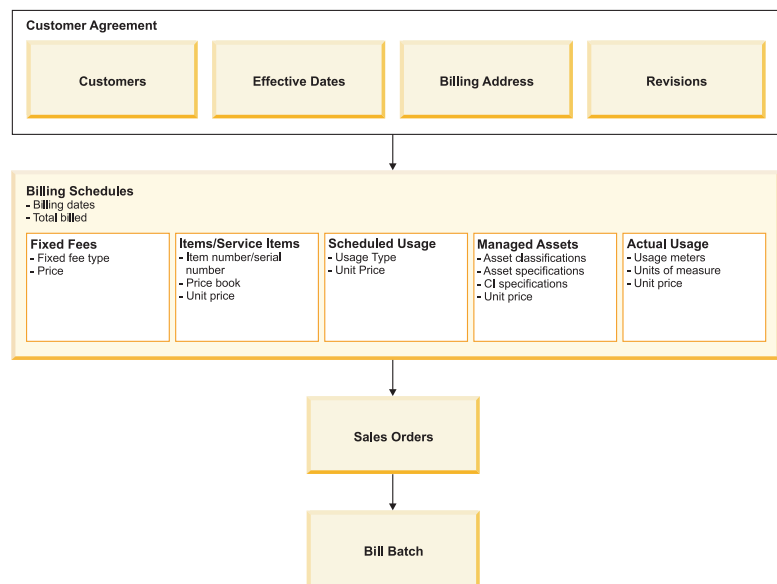 Customer Agreement
Customers
Effective Dates
Billing Address
Revisions
Billing Schedules
- Billing dates
- Total billed
Fixed Fees
- Fixed fee type
- Price
Items/Service Items
- Item number/serial
number
- Price book
- Unit price
Scheduled Usage
- Usage Type
- Unit Price
Managed Assets
- Asset classifications
- Asset specifications
- CI specifications
- Unit price
Actual Usage
- Usage meters
- Units of measure
- Unit price
Sales Orders
Bill Batch